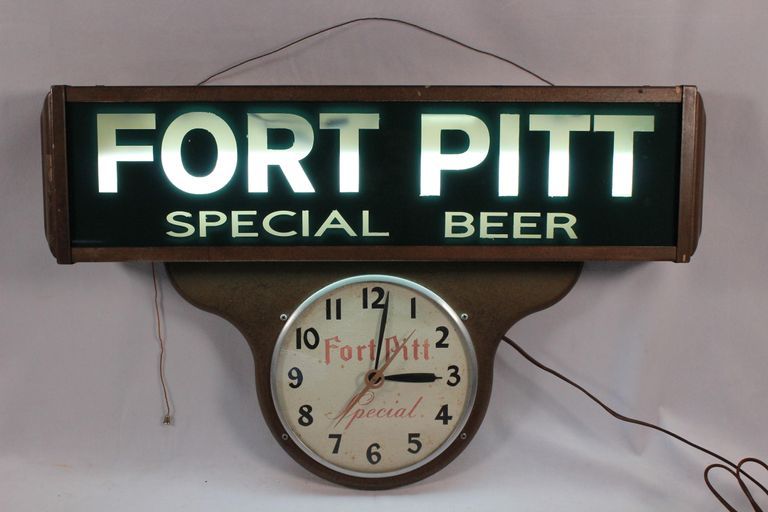 FORT PITT
SPECIAL BEER
12
11 1
10 2
Fort Pitt
9 3
Special
8 4
7 5
6